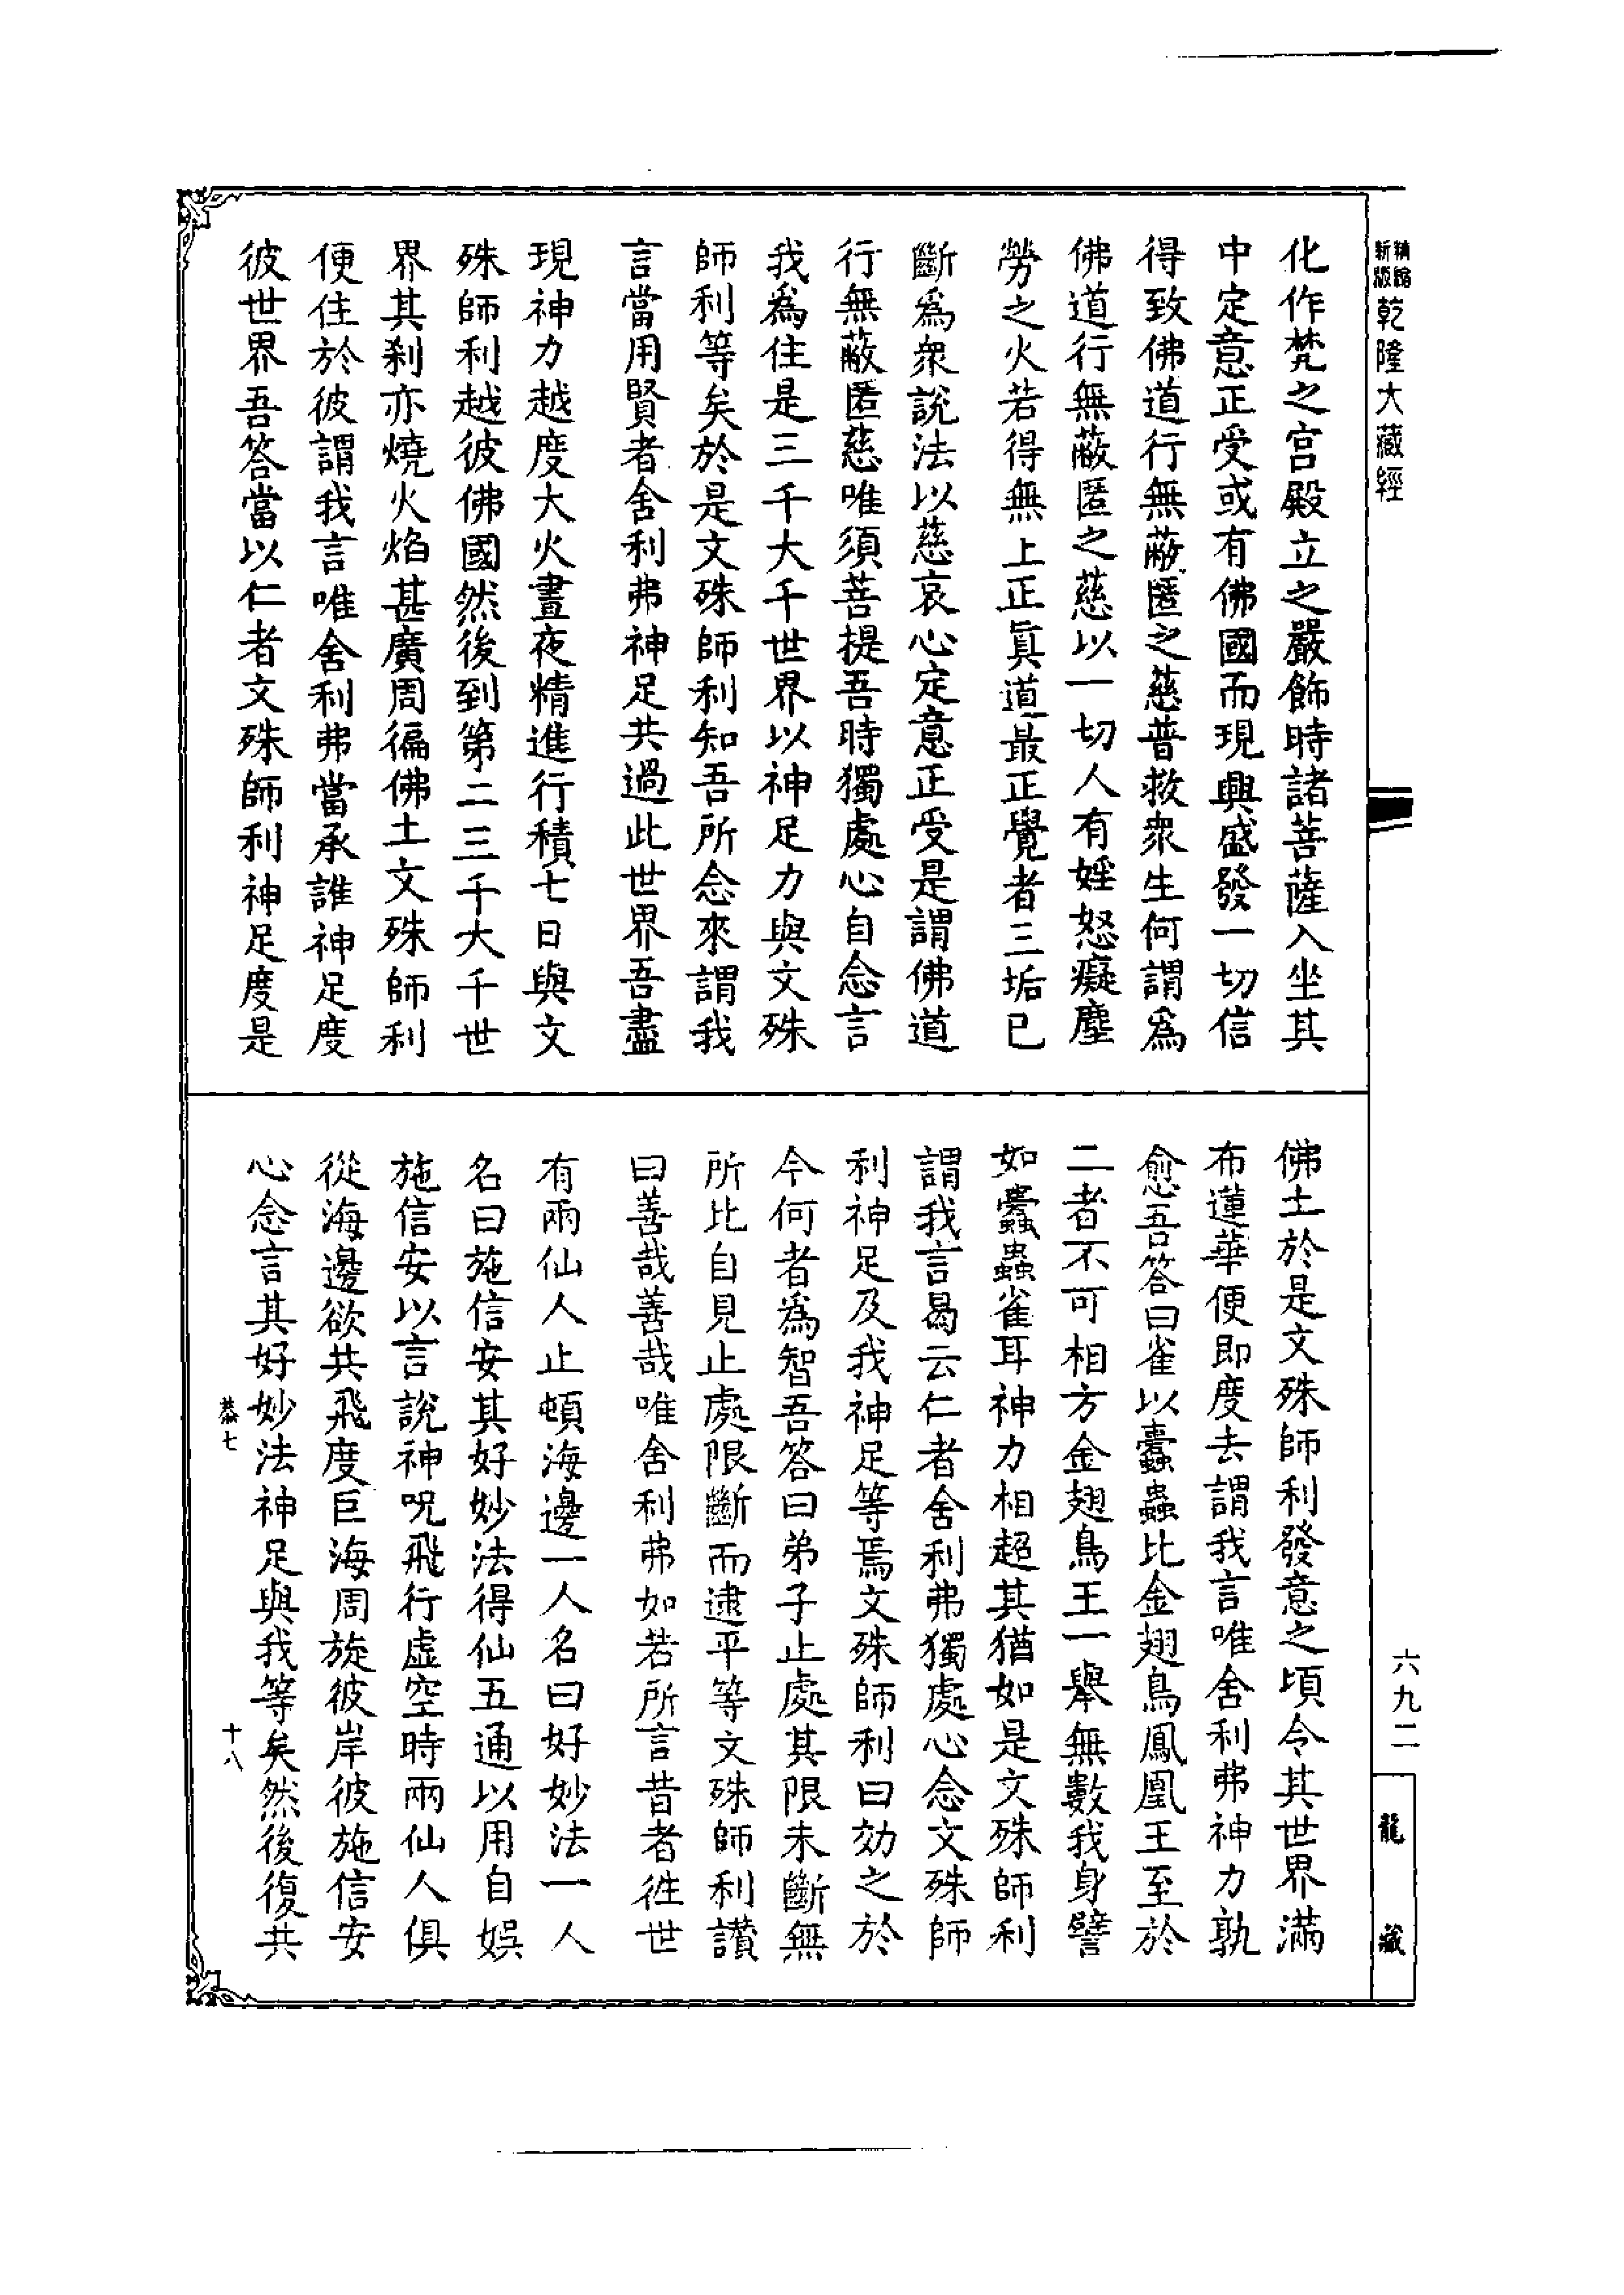 精縮
新版
乾隆大藏經
化作梵之宮殿立之嚴飾時諸菩薩入坐其
中定意正受或有佛國而現興盛發一切信
得致佛道行無蔽匿之慈普救衆生何謂爲
佛道行無蔽匿之慈以一切人有婬怒癡塵
勞之火若得無上正眞道最正覺者三垢已
斷爲衆說法以慈哀心定意正受是謂佛道
行無蔽匿慈唯須菩提吾時獨處心自念言
我爲住是三千大千世界以神足力與文殊
師利等矣於是文殊師利知吾所念來謂我
言當用賢者舍利弗神足共過此世界吾盡
現神力越度大火晝夜精進行積七日與文
殊師利越彼佛國然後到第二三千大千世
界其刹亦燒火焰甚廣周徧佛土文殊師利
便住於彼謂我言唯舍利弗當承誰神足度
彼世界吾答當以仁者文殊師利神足度是
六九二
龍藏
佛土於是文殊師利發意之頃令其世界滿
布蓮華便即度去謂我言唯舍利弗神力孰
愈吾答曰雀以蠹蟲比金翅鳥鳳凰王至於
二者不可相方金翅鳥王一舉無數我身譬
如蠹蟲雀耳神力相超其猶如是文殊師利
謂我言曷云仁者舍利弗獨處心念文殊師
利神足及我神足等焉文殊師利曰効之於
今何者爲智吾答曰弟子止處其限未斷無
所比自見止處限斷而逮平等文殊師利讚
曰善哉善哉唯舍利弗如若所言昔者徃世
有兩仙人止頓海邊一人名曰好妙法一人
名曰施信安其好妙法得仙五通以用自娛
施信安以言說神呪飛行虛空時兩仙人俱
從海邊欲共飛度巨海周旋彼岸彼施信安
心念言其好妙法神足與我等矣然後復共
恭七
十八